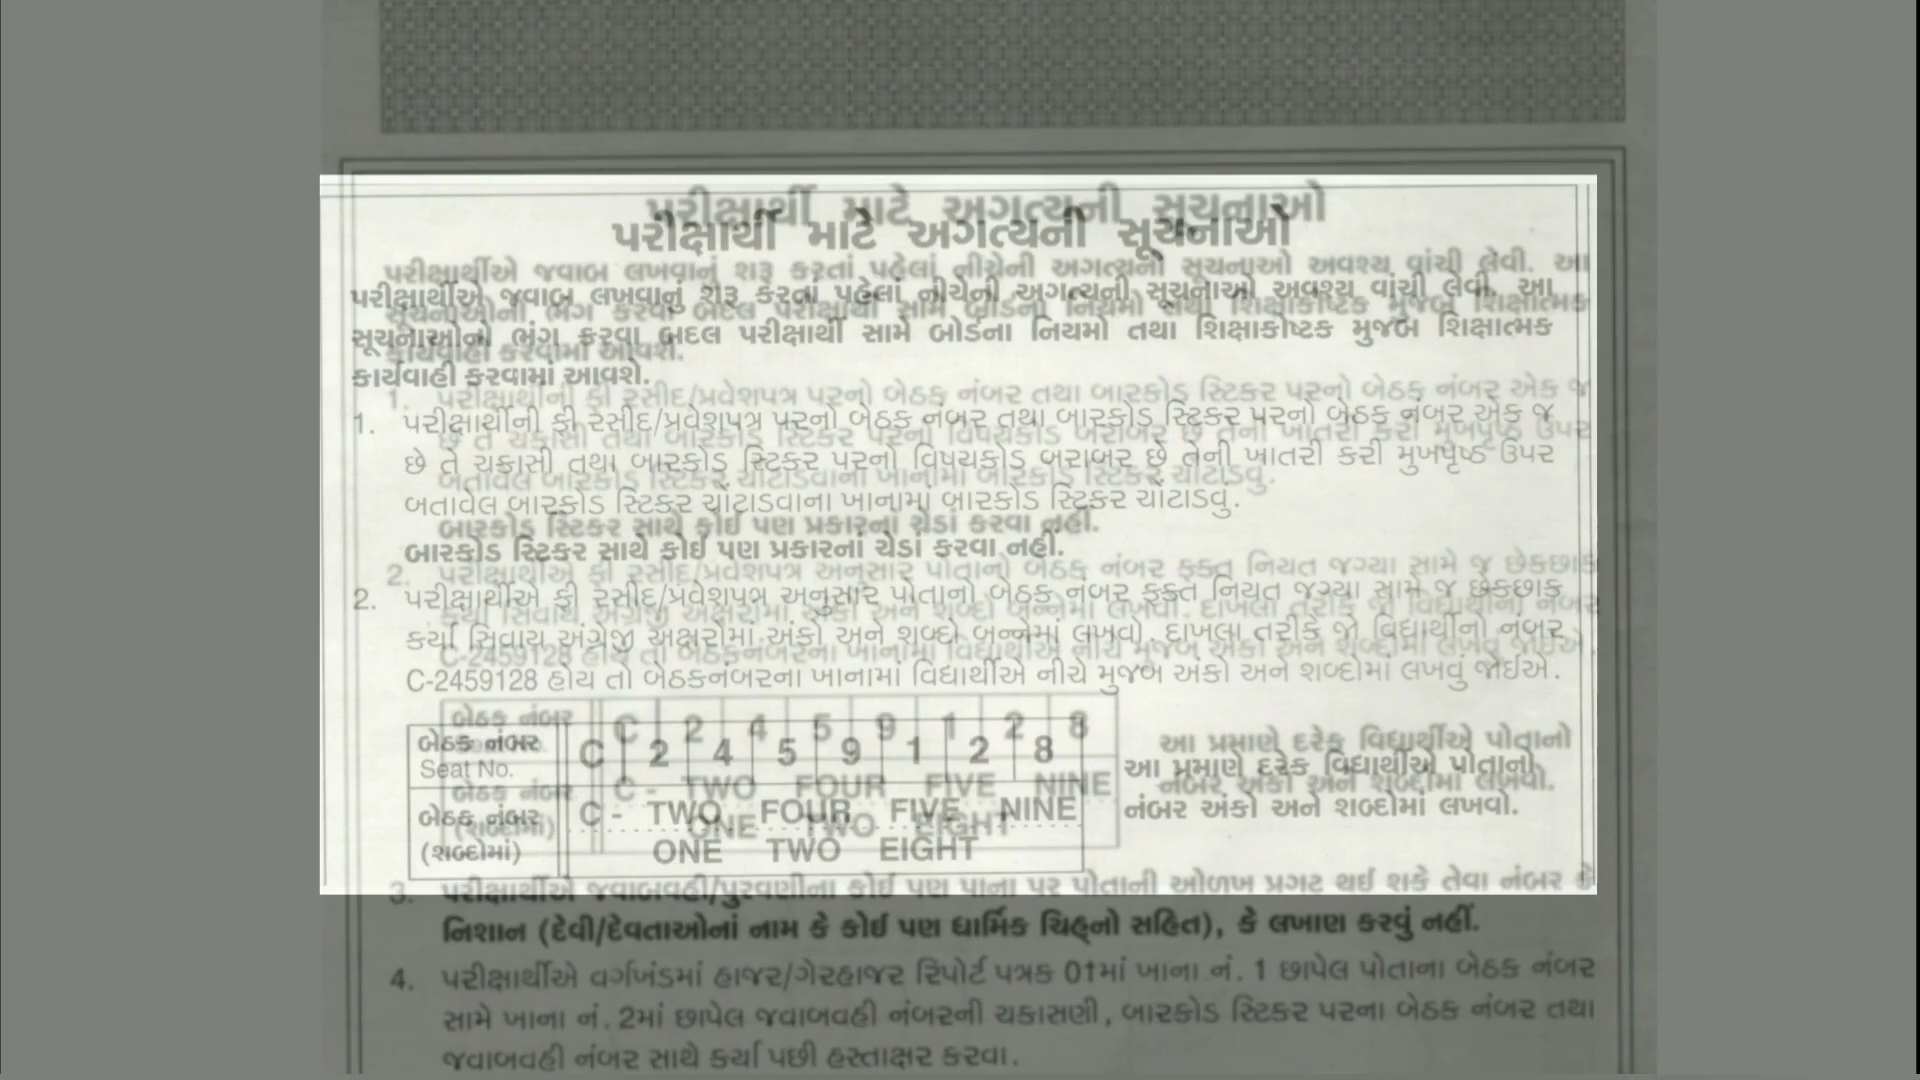 પરીક્ષાર્થી માટે અગત્યની સૂચનાઓ
પરીક્ષાર્થીએ જવાબ લખવાનું શરૂ કરતાં પહેલાં નીચેની અગત્યની સૂચનાઓ અવશ્ય વાંચી લેવી. આ
સૂચનાઓનો ભંગ કરવા બદલ પરીક્ષાર્થી સામે બોર્ડના નિયમો તથા શિક્ષાકોષ્ટક મુજબ શિક્ષાત્મક
કાર્યવાહી કરવામાં આવશે.
1. પરીક્ષાર્થીની ફી રસીદ/પ્રવેશપત્ર પરનો બેઠક નંબર તથા બારકોડ સ્ટિકર પરનો બેઠક નંબર એક જ
છે તે ચકાસી તથા બારકોડ સ્ટિકર પરનો વિષયકોડ બરાબર છે તેની ખાતરી કરી મુખપૃષ્ઠ ઉપર
બતાવેલ બારકોડ સ્ટિકર ચોંટાડવાના ખાનામાં બારકોડ સ્ટિકર ચોંટાડવું.
બારકોડ સ્ટિકર સાથે કોઈ પણ પ્રકારનાં ચેડાં કરવા નહીં.
2. પરીક્ષાર્થીએ ફી રસીદ/પ્રવેશપત્ર અનુસાર પોતાનો બેઠક નંબર ફક્ત નિયત જગ્યા સામે જ છેકછાક
કર્યા સિવાય અંગ્રેજી અક્ષરોમાં અંકો અને શબ્દો બન્નેમાં લખવો. દાખલા તરીકે જો વિદ્યાર્થીનો નંબર
C-2459128 હોય તો બેઠકનંબરના ખાનામાં વિદ્યાર્થીએ નીચે મુજબ અંકો અને શબ્દોમાં લખવું જોઈએ.
બેઠક નંબર C 2 4 5 9 1 2 8
Seat No.
આ પ્રમાણે દરેક વિદ્યાર્થીએ પોતાનો
નંબર અંકો અને શબ્દોમાં લખવો.
બેઠક નંબર C - TWO FOUR FIVE NINE
(શબ્દોમાં) ONE TWO EIGHT
3. પરીક્ષાર્થીએ જવાબવહી/પુરવણીના કોઈ પણ પાના પર પોતાની ઓળખ પ્રગટ થઈ શકે તેવા નંબર કે
નિશાન (દેવી/દેવતાઓનાં નામ કે કોઈ પણ ધાર્મિક ચિહ્નો સહિત), કે લખાણ કરવું નહીં.
4. પરીક્ષાર્થીએ વર્ગખંડમાં હાજર/ગેરહાજર રિપોર્ટ પત્રક 01માં ખાના નં. 1 છાપેલ પોતાના બેઠક નંબર
સામે ખાના નં. 2માં છાપેલ જવાબવહી નંબરની ચકાસણી, બારકોડ સ્ટિકર પરના બેઠક નંબર તથા
જવાબવહી નંબર સાથે કર્યા પછી હસ્તાક્ષર કરવા.